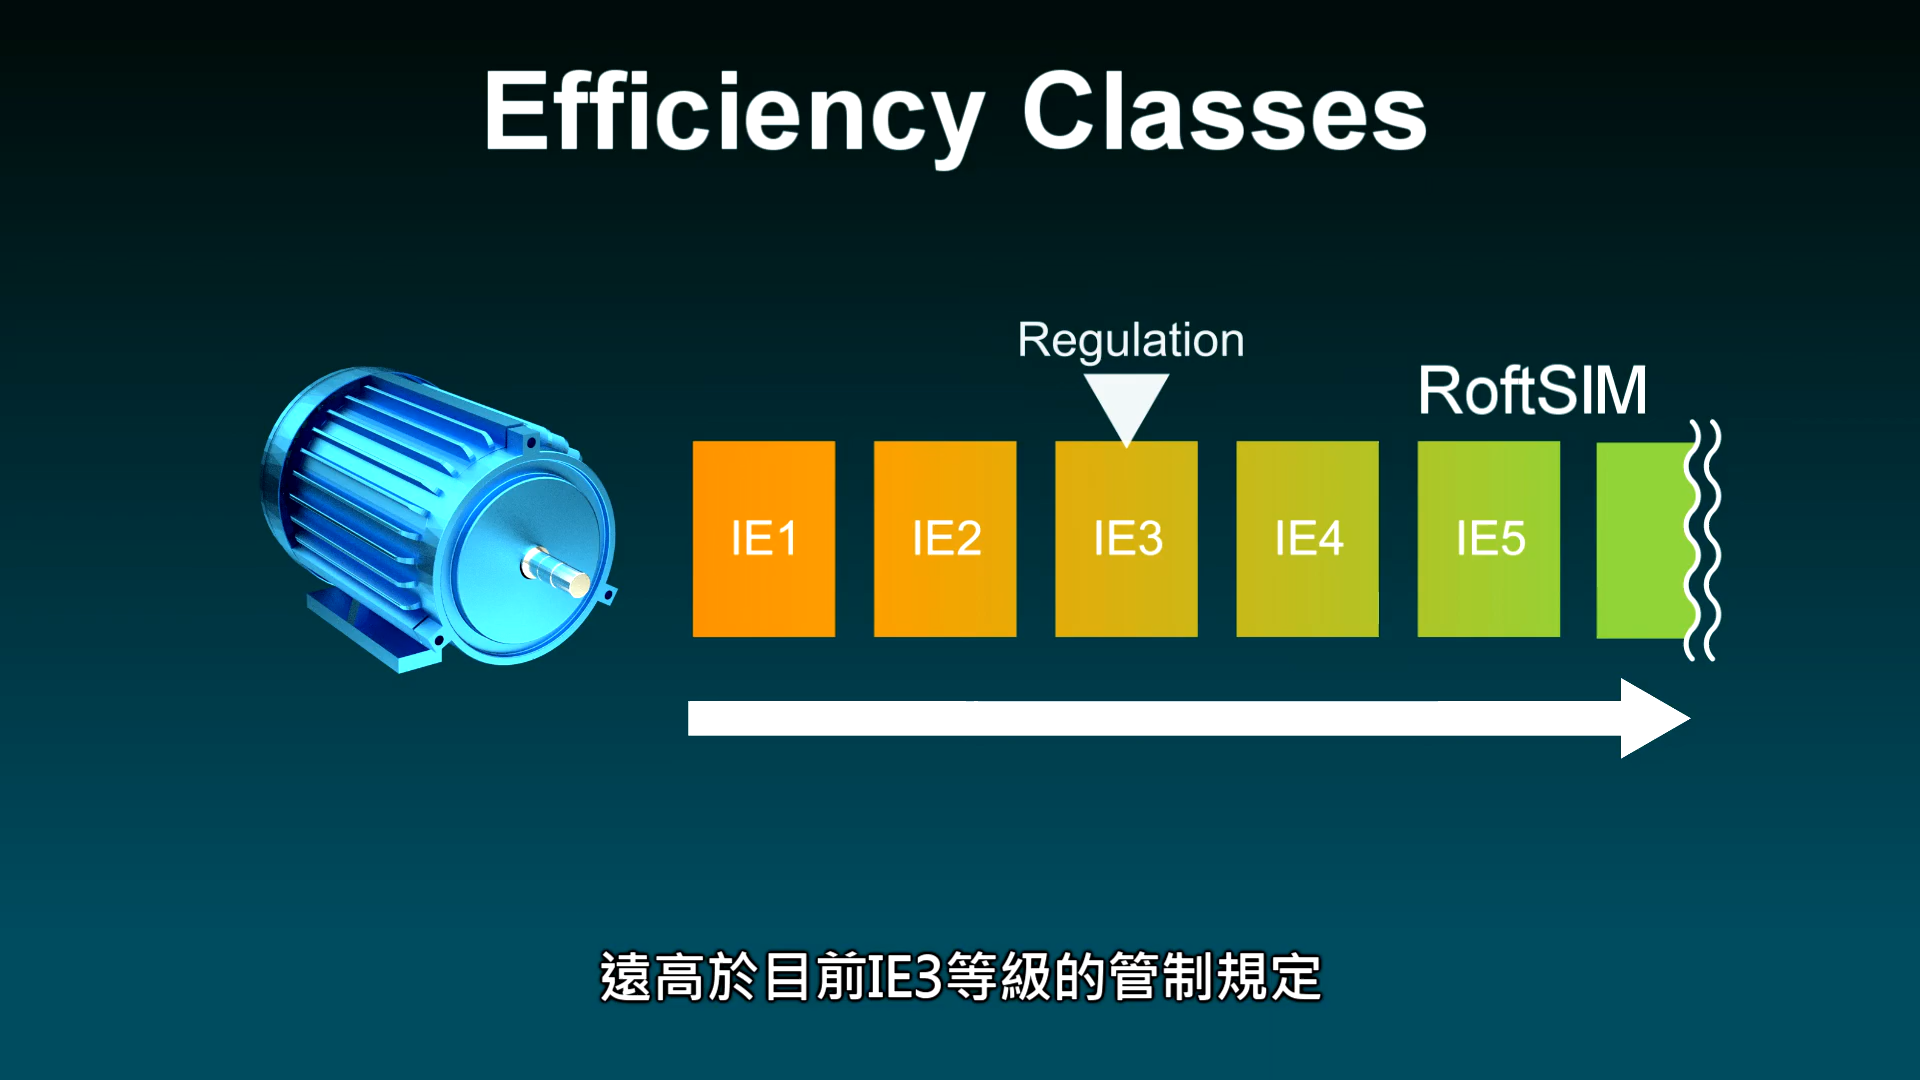 Efficiency Classes
Regulation
RoftSIM
IE1
IE2
IE3
IE4
IE5
遠高於目前IE3等級的管制規定